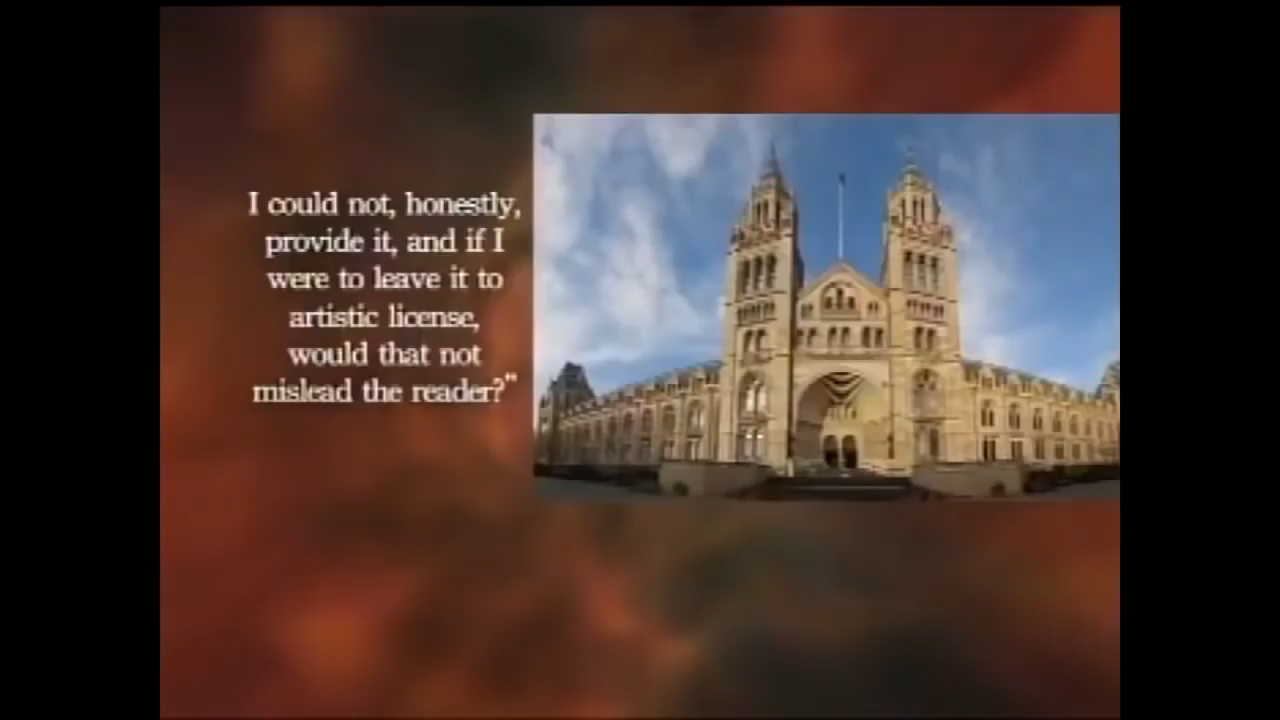 I could not, honestly,
provide it, and if I
were to leave it to
artistic license,
would that not
mislead the reader?”